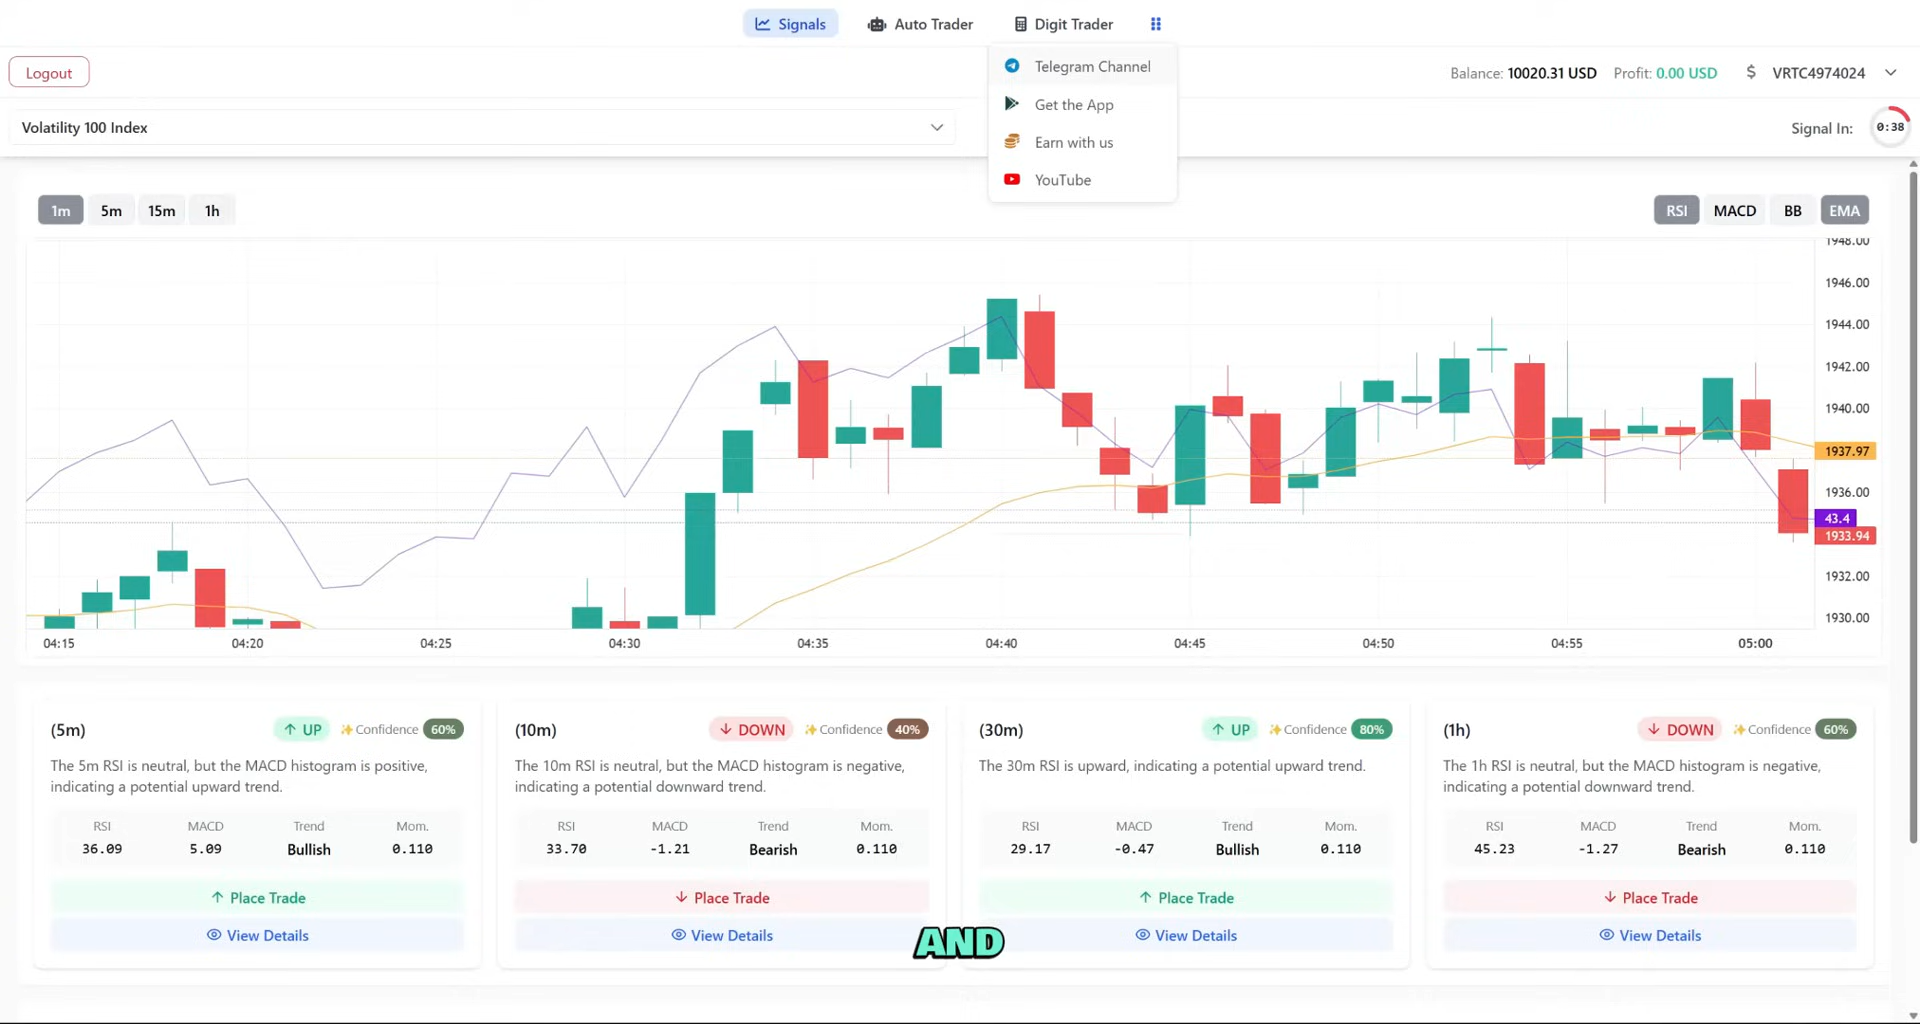 Signals
Auto Trader
Digit Trader
Telegram Channel
Get the App
Earn with us
YouTube
Logout
Balance: 10020.31 USD Profit: 0.00 USD $ VRTC4974024
Volatility 100 Index
Signal In: 0:38
1m 5m 15m 1h
RSI MACD BB EMA
1948.00
1946.00
1944.00
1942.00
1940.00
1937.97
1936.00
43.4
1933.94
1932.00
1930.00
04:15 04:20 04:25 04:30 04:35 04:40 04:45 04:50 04:55 05:00
(5m) ↑ UP ✨Confidence 60%
The 5m RSI is neutral, but the MACD histogram is positive,
indicating a potential upward trend.
RSI MACD Trend Mom.
36.09 5.09 Bullish 0.110
↑ Place Trade
View Details
(10m) ↓ DOWN ✨Confidence 40%
The 10m RSI is neutral, but the MACD histogram is negative,
indicating a potential downward trend.
RSI MACD Trend Mom.
33.70 -1.21 Bearish 0.110
↓ Place Trade
View Details
(30m) ↑ UP ✨Confidence 80%
The 30m RSI is upward, indicating a potential upward trend.
RSI MACD Trend Mom.
29.17 -0.47 Bullish 0.110
↑ Place Trade
View Details
(1h) ↓ DOWN ✨Confidence 60%
The 1h RSI is neutral, but the MACD histogram is negative,
indicating a potential downward trend.
RSI MACD Trend Mom.
45.23 -1.27 Bearish 0.110
↓ Place Trade
View Details
AND